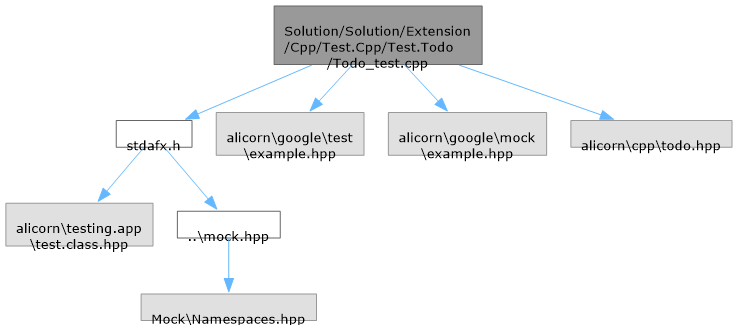 Solution/Solution/Extension
/Cpp/Test.Cpp/Test.Todo
/Todo_test.cpp
stdafx.h
alicorn\google\test
\example.hpp
alicorn\google\mock
\example.hpp
alicorn\cpp\todo.hpp
alicorn\testing.app
\test.class.hpp
..\mock.hpp
Mock\Namespaces.hpp